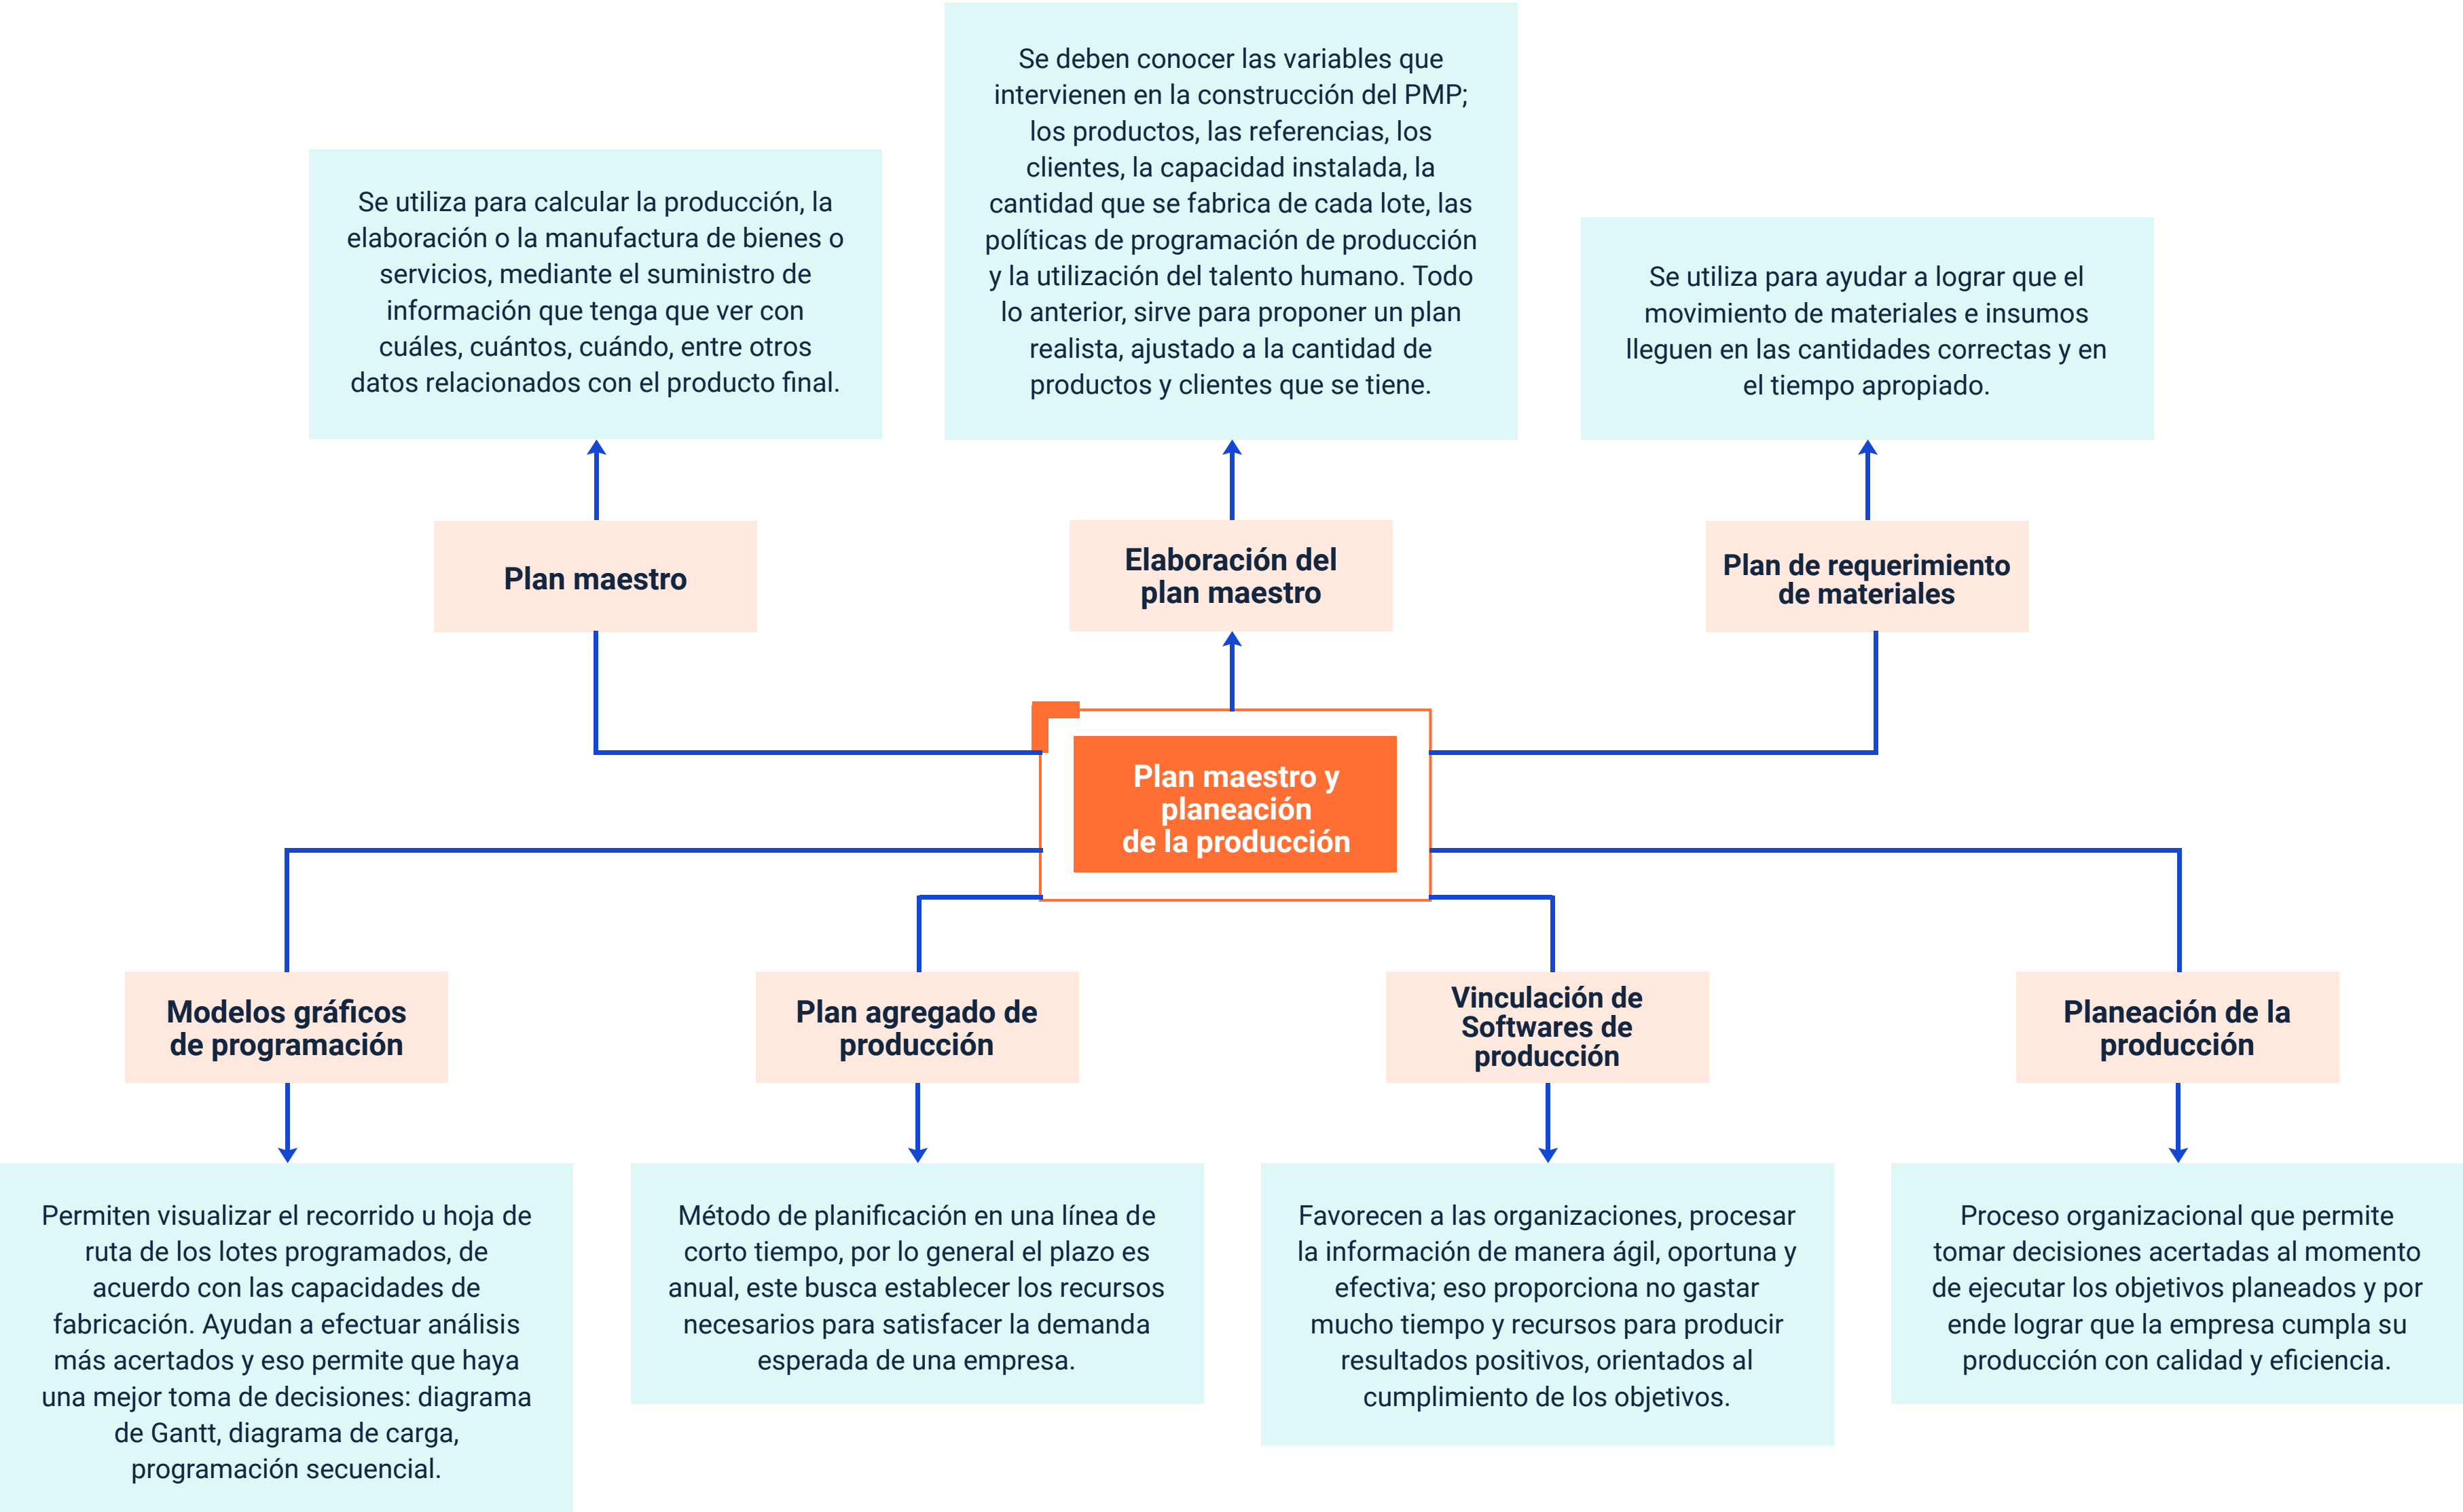 Se utiliza para calcular la producción, la
elaboración o la manufactura de bienes o
servicios, mediante el suministro de
información que tenga que ver con
cuáles, cuántos, cuándo, entre otros
datos relacionados con el producto final.
Se deben conocer las variables que
intervienen en la construcción del PMP;
los productos, las referencias, los
clientes, la capacidad instalada, la
cantidad que se fabrica de cada lote, las
políticas de programación de producción
y la utilización del talento humano. Todo
lo anterior, sirve para proponer un plan
realista, ajustado a la cantidad de
productos y clientes que se tiene.
Se utiliza para ayudar a lograr que el
movimiento de materiales e insumos
lleguen en las cantidades correctas y en
el tiempo apropiado.
Plan maestro
Elaboración del
plan maestro
Plan de requerimiento
de materiales
Plan maestro y
planeación
de la producción
Modelos gráficos
de programación
Plan agregado de
producción
Vinculación de
Softwares de
producción
Planeación de la
producción
Permiten visualizar el recorrido u hoja de
ruta de los lotes programados, de
acuerdo con las capacidades de
fabricación. Ayudan a efectuar análisis
más acertados y eso permite que haya
una mejor toma de decisiones: diagrama
de Gantt, diagrama de carga,
programación secuencial.
Método de planificación en una línea de
corto tiempo, por lo general el plazo es
anual, este busca establecer los recursos
necesarios para satisfacer la demanda
esperada de una empresa.
Favorecen a las organizaciones, procesar
la información de manera ágil, oportuna y
efectiva; eso proporciona no gastar
mucho tiempo y recursos para producir
resultados positivos, orientados al
cumplimiento de los objetivos.
Proceso organizacional que permite
tomar decisiones acertadas al momento
de ejecutar los objetivos planeados y por
ende lograr que la empresa cumpla su
producción con calidad y eficiencia.